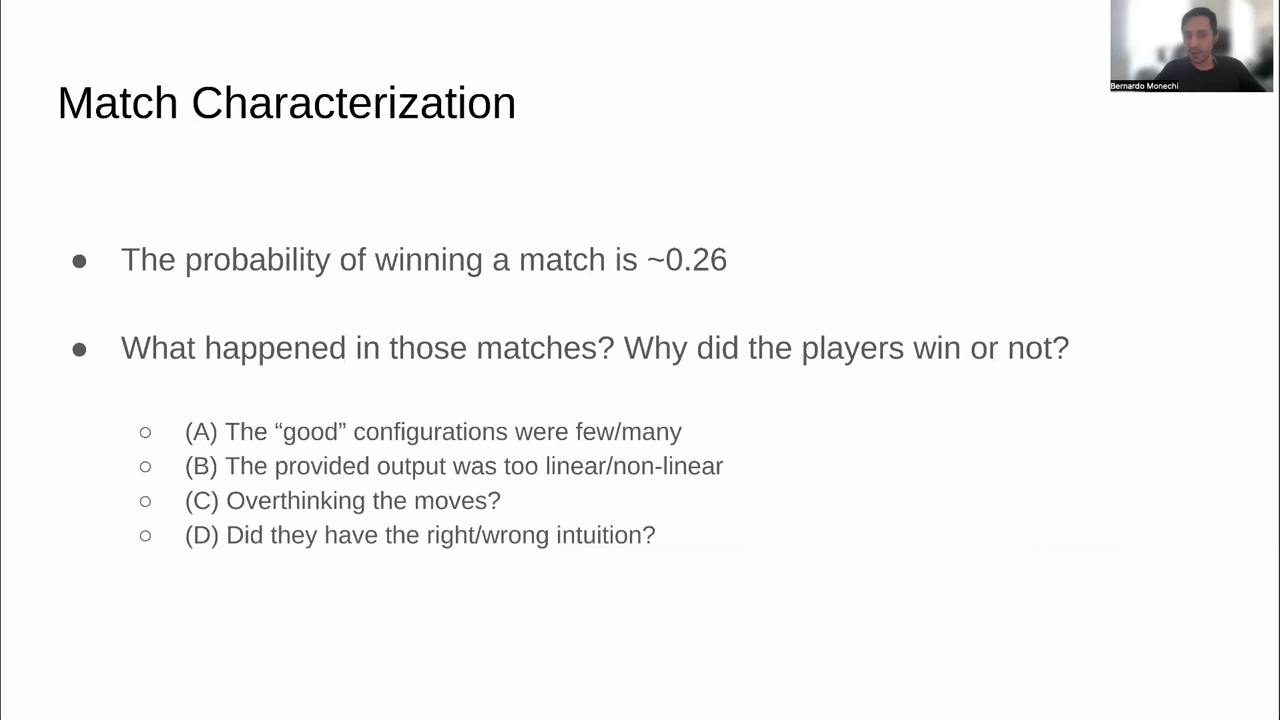 Bernardo Monechi
Match Characterization
● The probability of winning a match is ~0.26
● What happened in those matches? Why did the players win or not?
○ (A) The “good” configurations were few/many
○ (B) The provided output was too linear/non-linear
○ (C) Overthinking the moves?
○ (D) Did they have the right/wrong intuition?